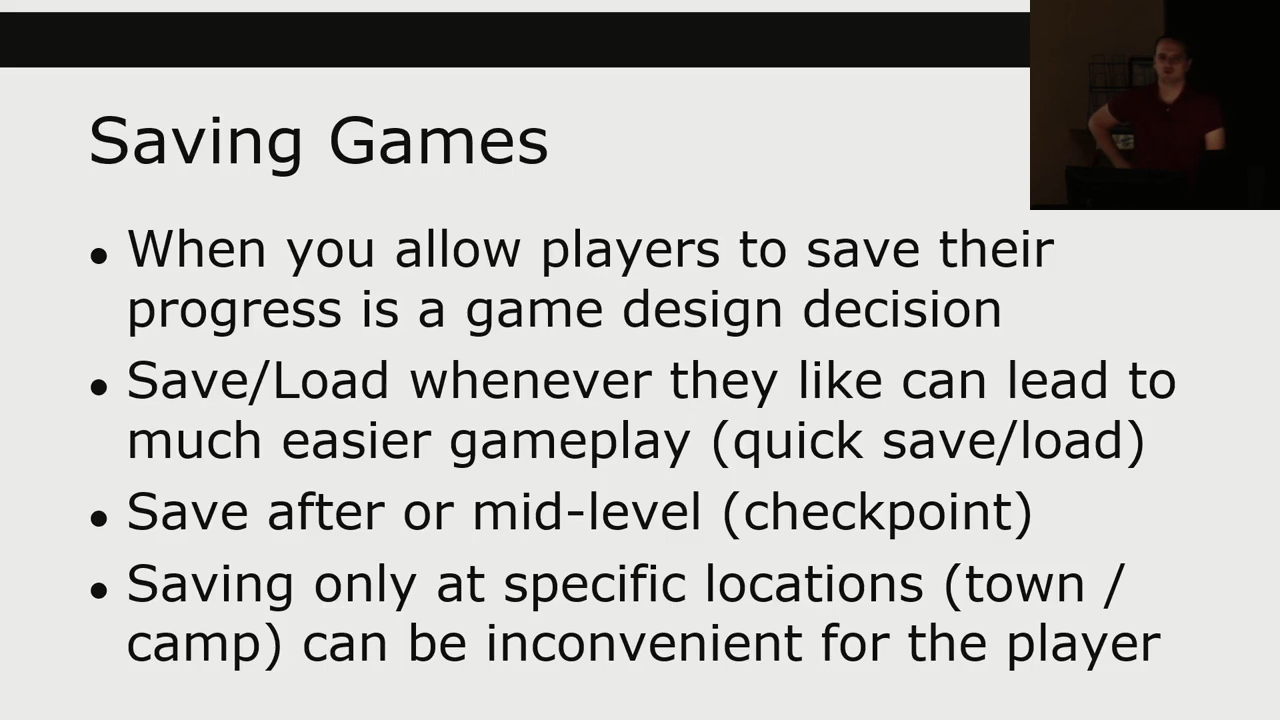 Saving Games
• When you allow players to save their
progress is a game design decision
• Save/Load whenever they like can lead to
much easier gameplay (quick save/load)
• Save after or mid-level (checkpoint)
• Saving only at specific locations (town /
camp) can be inconvenient for the player